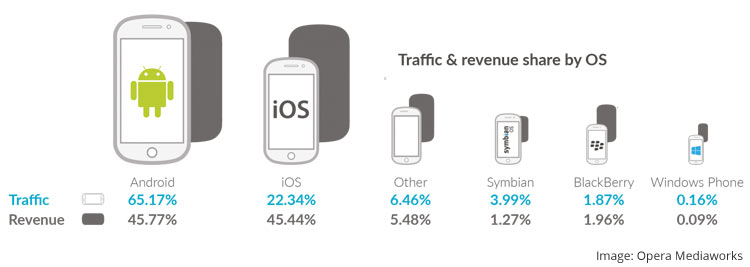 Traffic & revenue share by OS
iOS
symbian
OS
Android iOS Other Symbian BlackBerry Windows Phone
Traffic 65.17% 22.34% 6.46% 3.99% 1.87% 0.16%
Revenue 45.77% 45.44% 5.48% 1.27% 1.96% 0.09%
Image: Opera Mediaworks